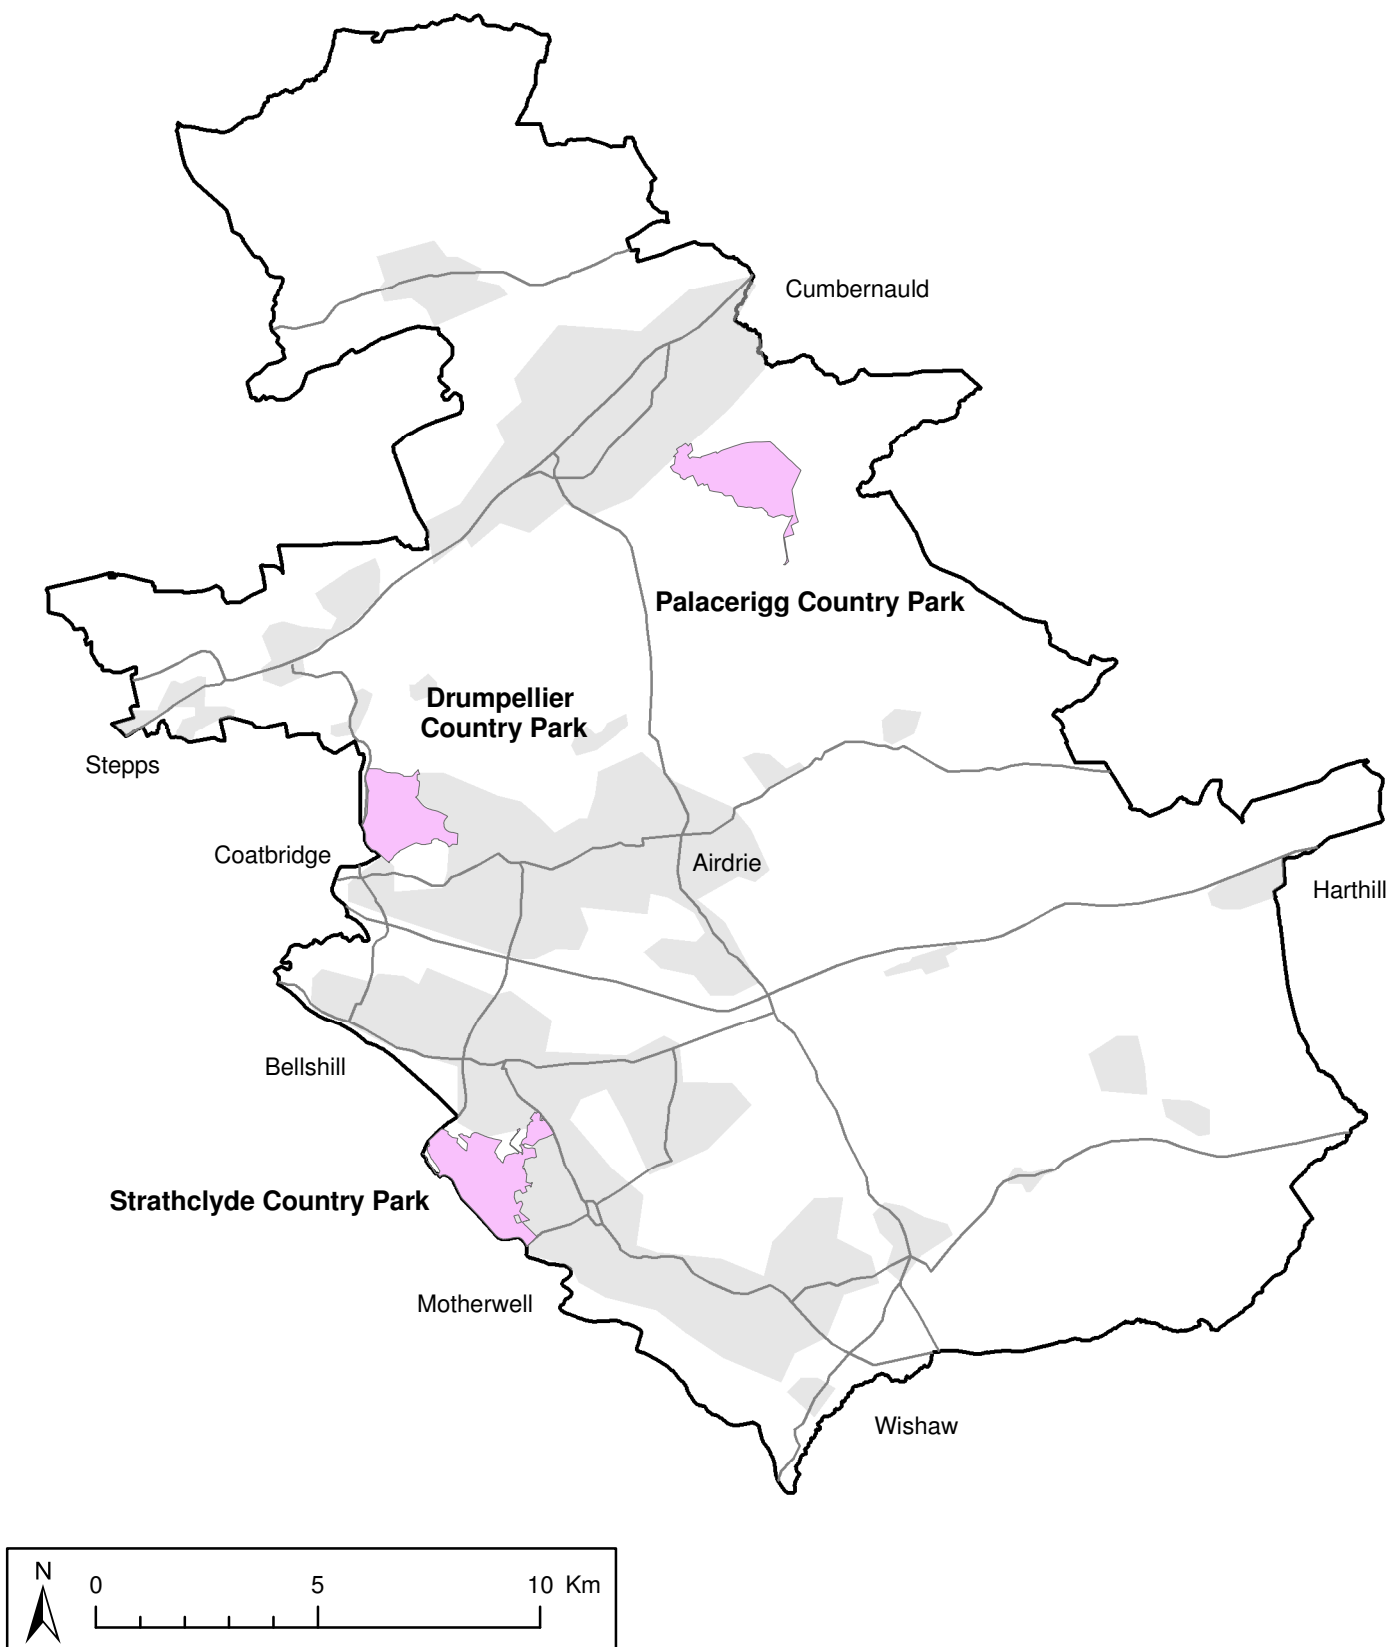 Cumbernauld
Palacerigg Country Park
Drumpellier
Country Park
Stepps
Coatbridge
Airdrie
Harthill
Bellshill
Strathclyde Country Park
Motherwell
Wishaw
N
0 5 10 Km